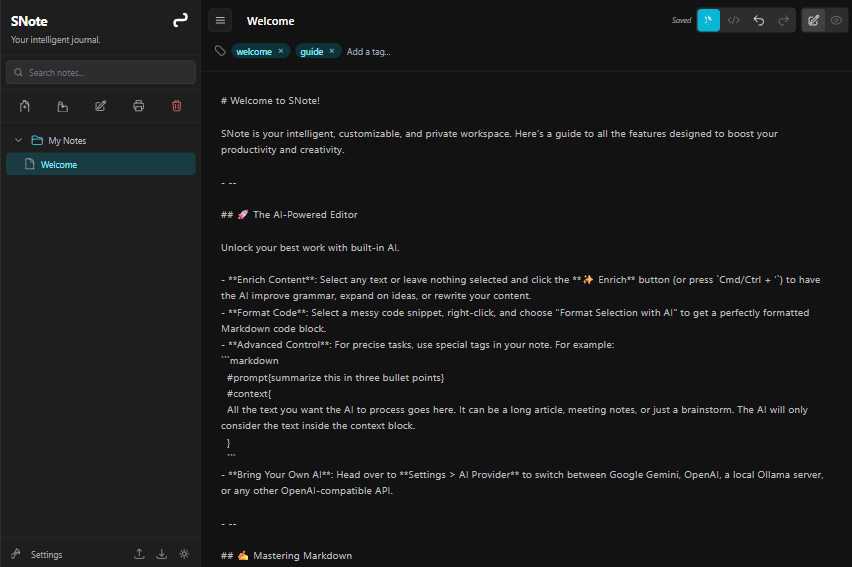 SNote
Your intelligent journal.
Search notes...
My Notes
Welcome
Settings
Welcome
Saved
welcome ×
guide ×
Add a tag...
# Welcome to SNote!
SNote is your intelligent, customizable, and private workspace. Here's a guide to all the features designed to boost your
productivity and creativity.
- --
## 🚀 The AI-Powered Editor
Unlock your best work with built-in AI.
- **Enrich Content**: Select any text or leave nothing selected and click the **✨ Enrich** button (or press `Cmd/Ctrl + '`) to have
the AI improve grammar, expand on ideas, or rewrite your content.
- **Format Code**: Select a messy code snippet, right-click, and choose "Format Selection with AI" to get a perfectly formatted
Markdown code block.
- **Advanced Control**: For precise tasks, use special tags in your note. For example:
```markdown
#prompt{summarize this in three bullet points}
#context{
All the text you want the AI to process goes here. It can be a long article, meeting notes, or just a brainstorm. The AI will only
consider the text inside the context block.
}
```
- **Bring Your Own AI**: Head over to **Settings > AI Provider** to switch between Google Gemini, OpenAI, a local Ollama server,
or any other OpenAI-compatible API.
- --
## ✍️ Mastering Markdown